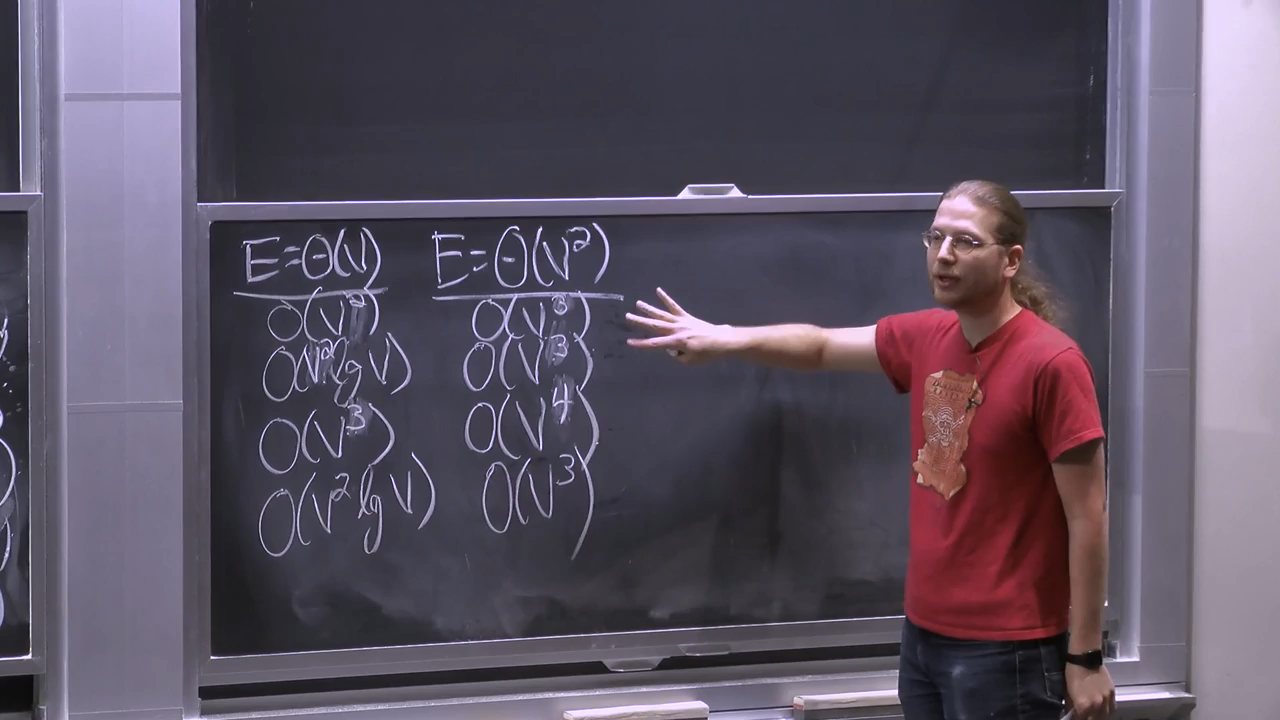 E=Θ(V) E=Θ(V²)
O(V²) O(V³)
O(V² lg V) O(V³)
O(V³) O(V⁴)
O(V² lg V) O(V³)